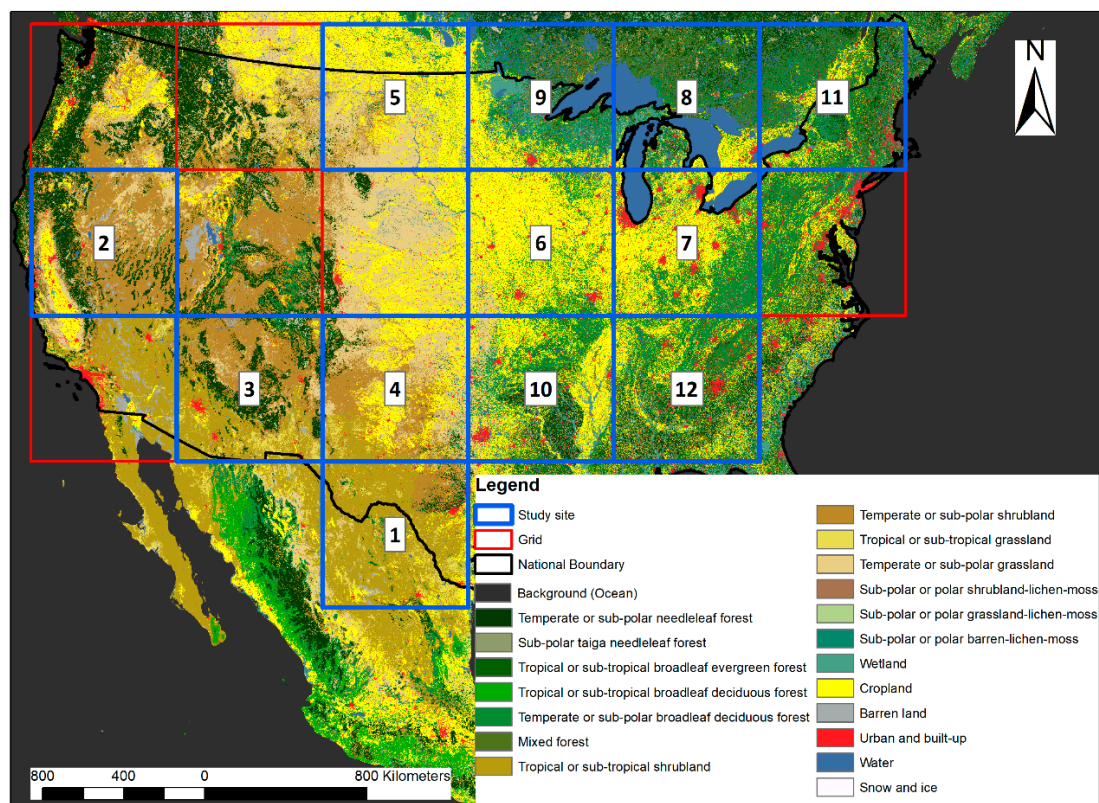 N
5
9
8
11
2
6
7
3
4
10
12
1
Legend
Study site
Grid
National Boundary
Background (Ocean)
Temperate or sub-polar needleleaf forest
Sub-polar taiga needleleaf forest
Tropical or sub-tropical broadleaf evergreen forest
Tropical or sub-tropical broadleaf deciduous forest
Temperate or sub-polar broadleaf deciduous forest
Mixed forest
Tropical or sub-tropical shrubland
Temperate or sub-polar shrubland
Tropical or sub-tropical grassland
Temperate or sub-polar grassland
Sub-polar or polar shrubland-lichen-moss
Sub-polar or polar grassland-lichen-moss
Sub-polar or polar barren-lichen-moss
Wetland
Cropland
Barren land
Urban and built-up
Water
Snow and ice
800 400 0 800 Kilometers